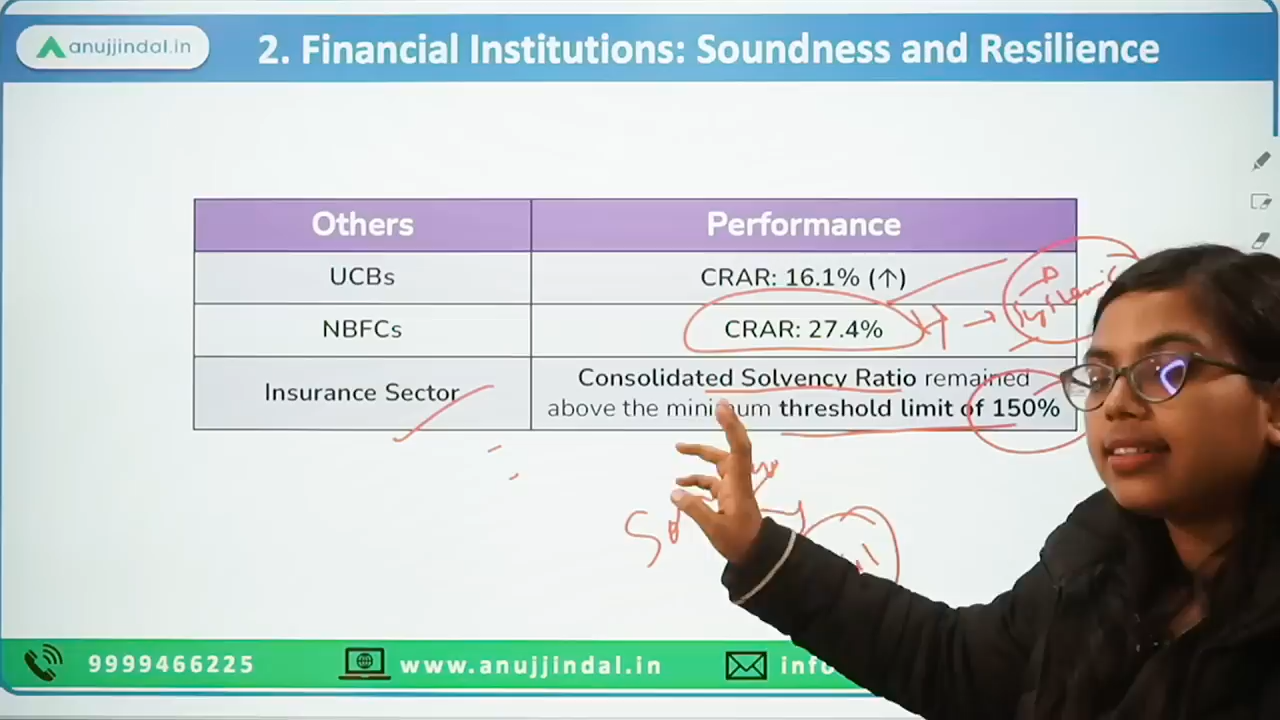 anujjindal.in
2. Financial Institutions: Soundness and Resilience
Others
Performance
UCBs
CRAR: 16.1% (↑)
NBFCs
CRAR: 27.4%
Systemic
Insurance Sector
Consolidated Solvency Ratio remained
above the minimum threshold limit of 150%
9999466225
www.anujjindal.in